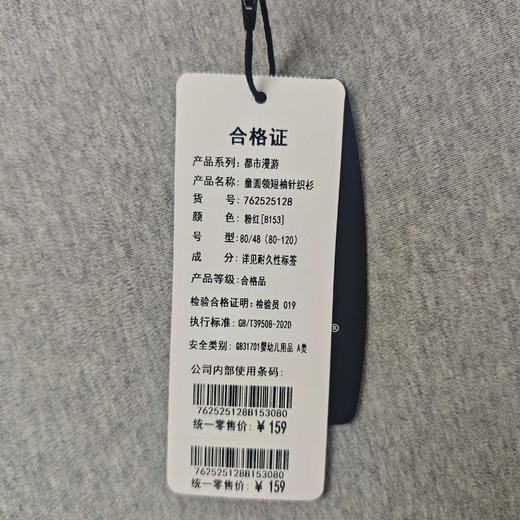 合格证
产品系列: 都市漫游
产品名称: 童圆领短袖针织衫
货 号: 762525128
颜 色: 粉红[B153]
号 型: 80/48 (80-120)
成 分: 详见耐久性标签
产品等级: 合格品
检验合格证明: 检验员 019
执行标准: GB/T39508-2020
安全类别: GB31701婴幼儿用品 A类
公司内部使用条码:
762525128B153080
统一零售价: ¥ 159
762525128B153080
统一零售价: ¥ 159
®